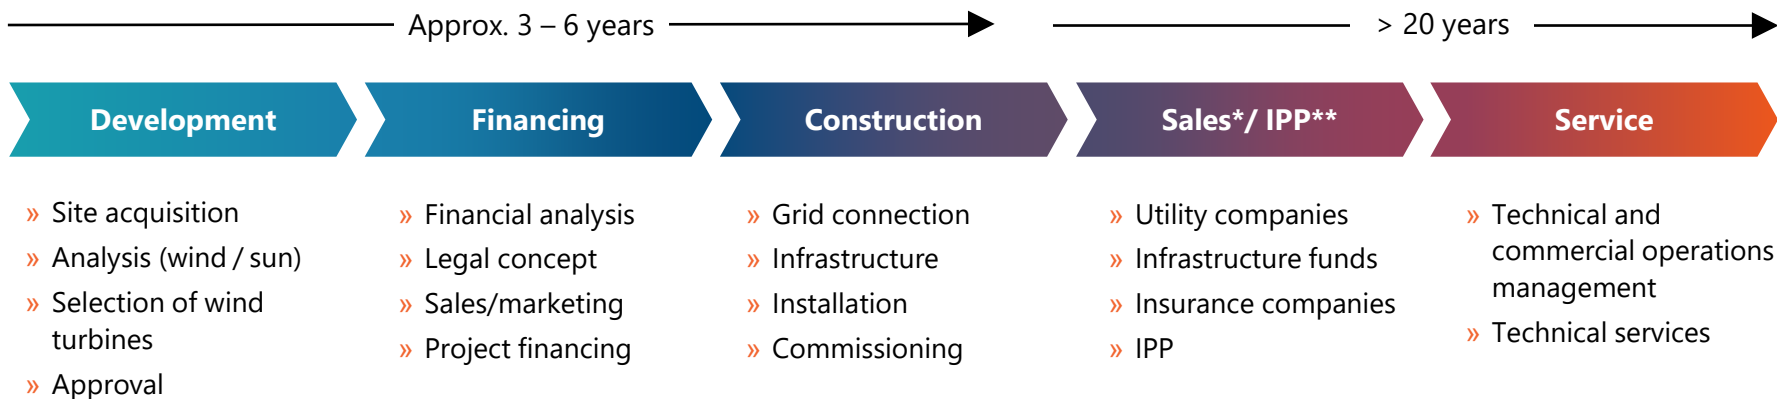 Approx. 3 – 6 years
> 20 years
Development
Financing
Construction
Sales*/ IPP**
Service
» Site acquisition
» Analysis (wind / sun)
» Selection of wind
turbines
» Approval
» Financial analysis
» Legal concept
» Sales/marketing
» Project financing
» Grid connection
» Infrastructure
» Installation
» Commissioning
» Utility companies
» Infrastructure funds
» Insurance companies
» IPP
» Technical and
commercial operations
management
» Technical services